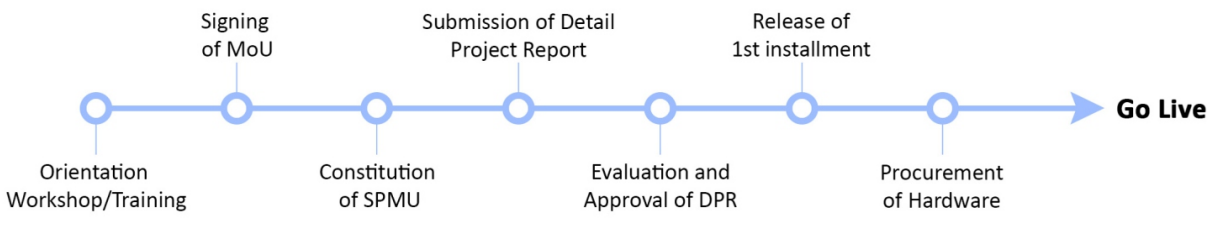 Signing
of MoU
Submission of Detail
Project Report
Release of
1st installment
Go Live
Orientation
Workshop/Training
Constitution
of SPMU
Evaluation and
Approval of DPR
Procurement
of Hardware